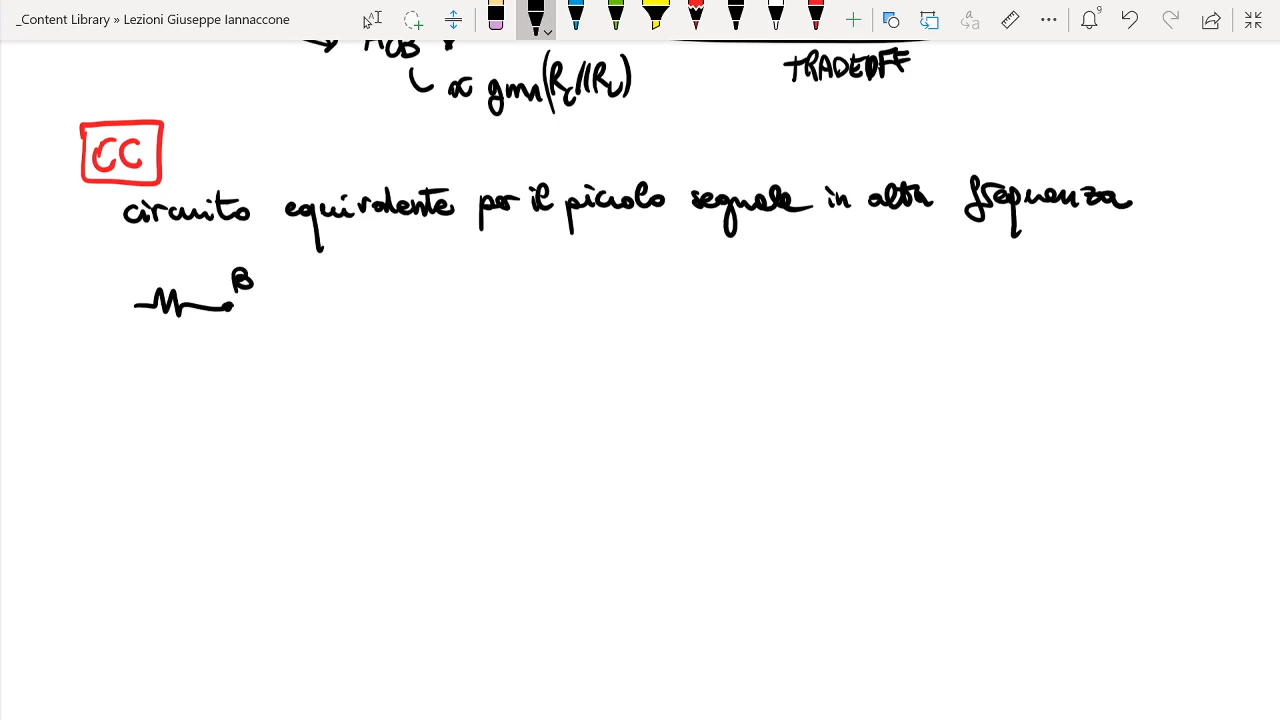 _Content Library » Lezioni Giuseppe Iannaccone
9
TRADEOFF
∝ gm (Rc//RL)
CC
circuito equivalente per il piccolo segnale in alta frequenza
B